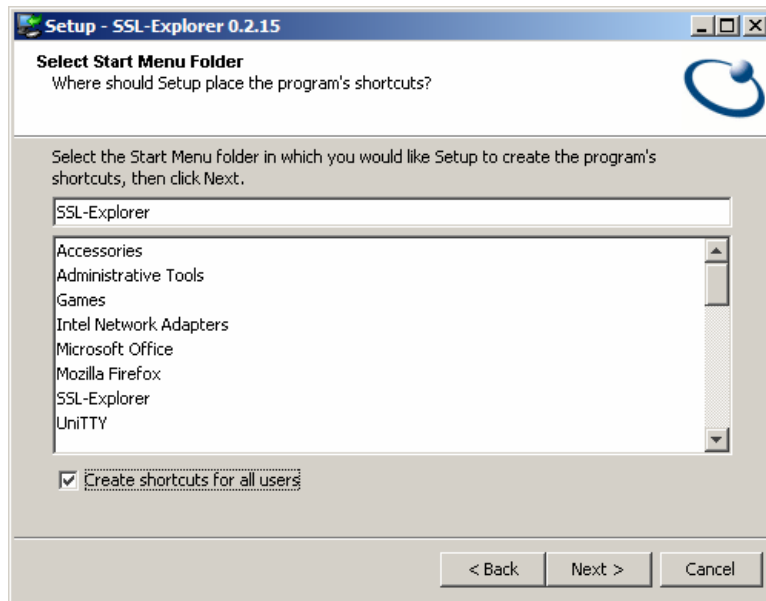 Setup - SSL-Explorer 0.2.15
Select Start Menu Folder
Where should Setup place the program's shortcuts?
Select the Start Menu folder in which you would like Setup to create the program's
shortcuts, then click Next.
SSL-Explorer
Accessories
Administrative Tools
Games
Intel Network Adapters
Microsoft Office
Mozilla Firefox
SSL-Explorer
UniTTY
Create shortcuts for all users
< Back Next > Cancel